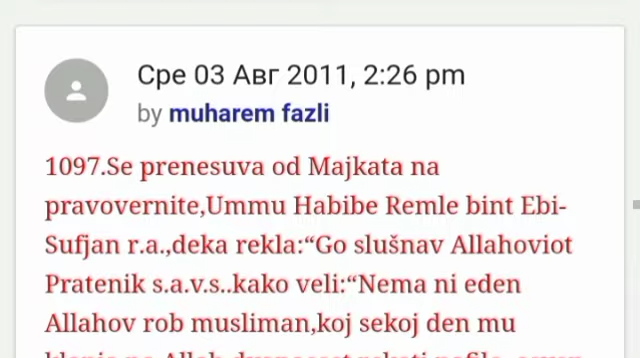 Сре 03 Авг 2011, 2:26 pm
by muharem fazli
1097.Se prenesuva od Majkata na
pravovernite,Ummu Habibe Remle bint Ebi-
Sufjan r.a.,deka rekla:“Go slušnav Allahoviot
Pratenik s.a.v.s..kako veli:“Nema ni eden
Allahov rob musliman,koj sekoj den mu